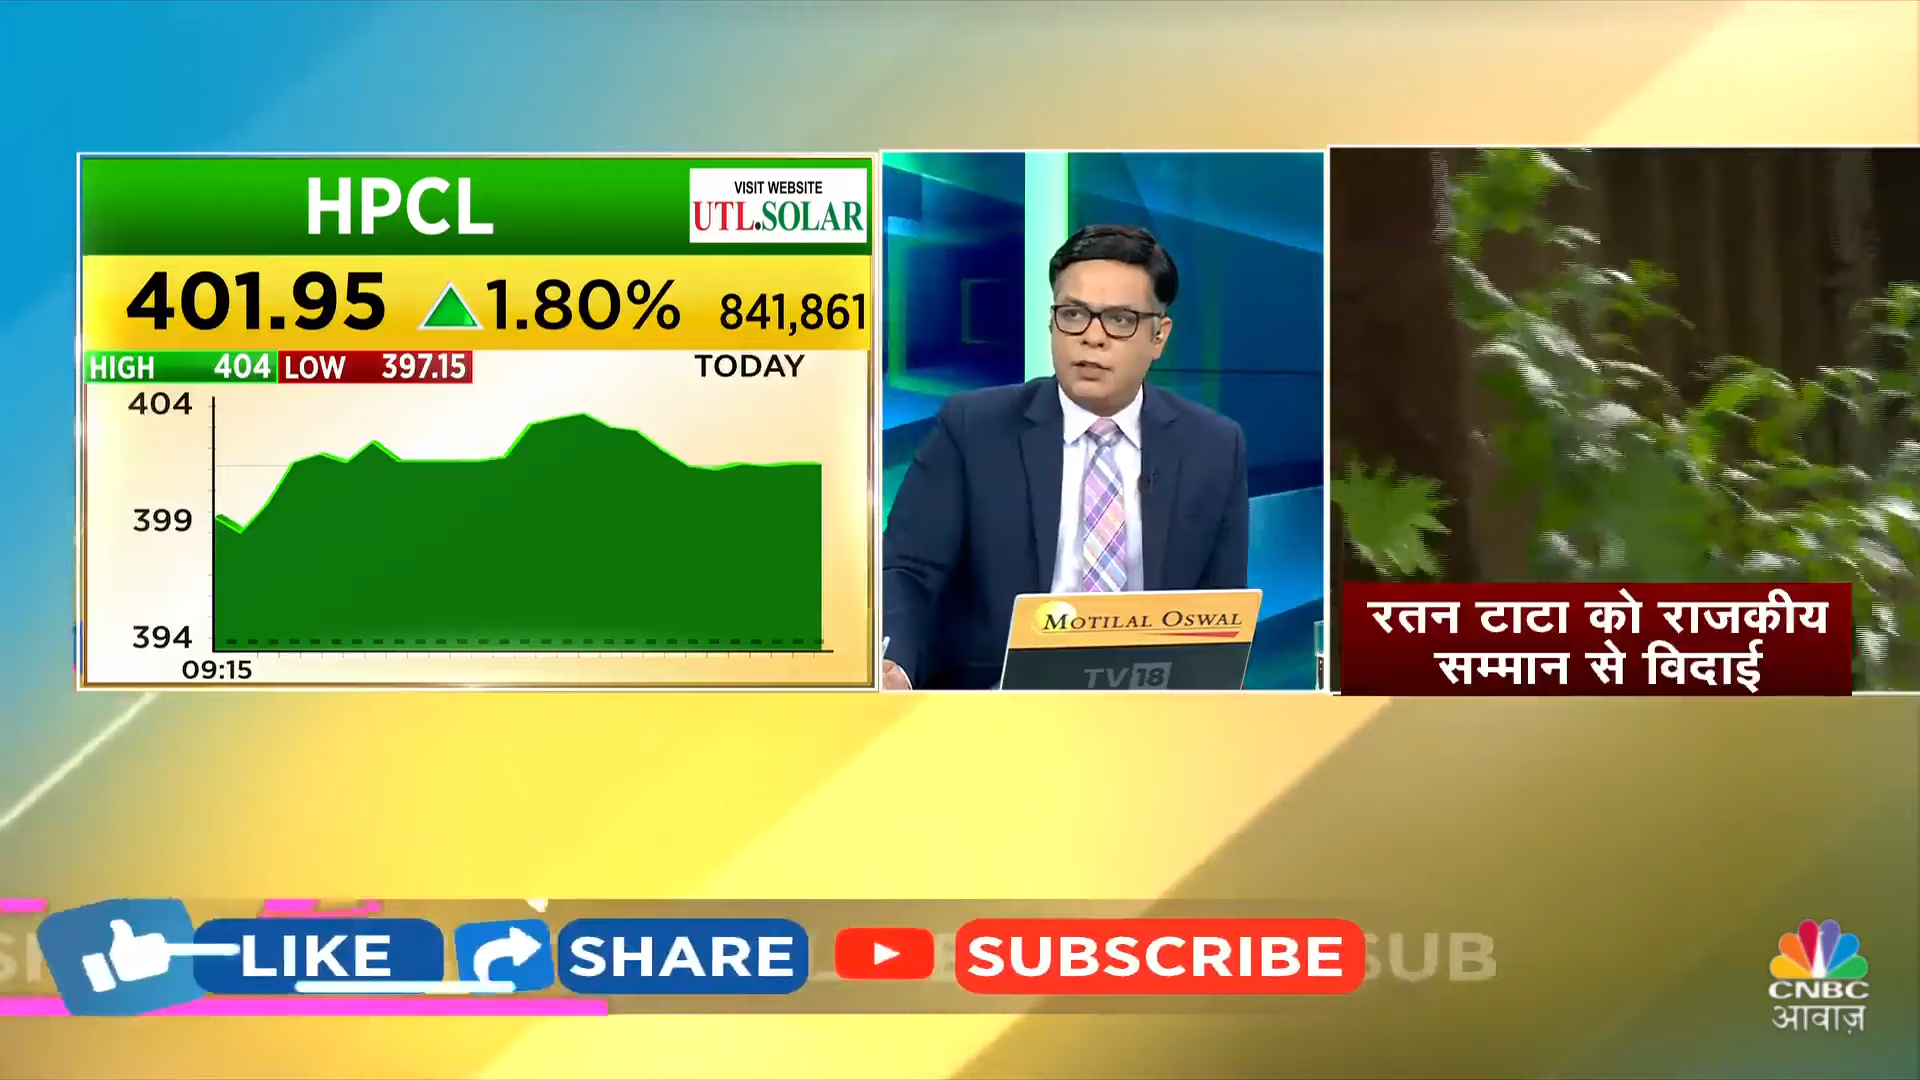 HPCL
VISIT WEBSITE
UTL.SOLAR
401.95 1.80% 841,861
HIGH 404 LOW 397.15 TODAY
404
399
394
09:15
MOTILAL OSWAL
TV18
रतन टाटा को राजकीय
सम्मान से विदाई
LIKE SHARE SUBSCRIBE SUB
CNBC
आवाज़